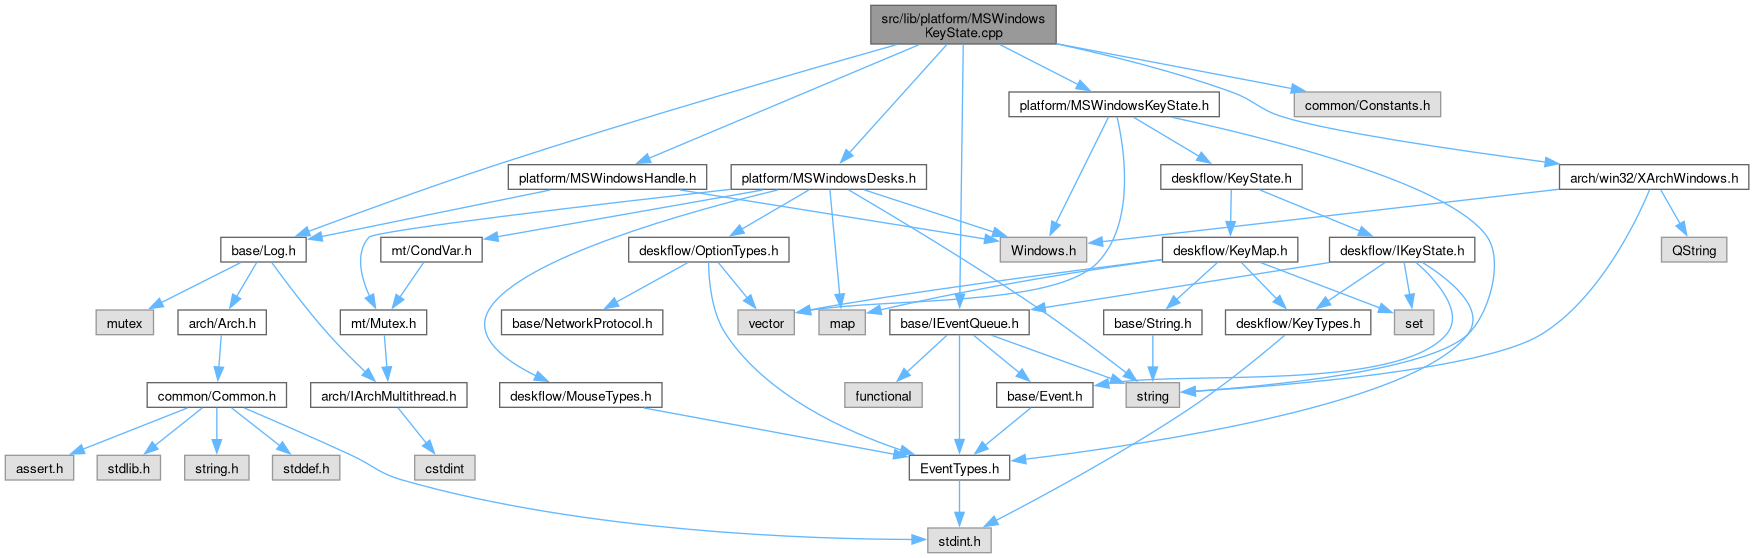 src/lib/platform/MSWindows
KeyState.cpp
platform/MSWindowsKeyState.h
common/Constants.h
platform/MSWindowsHandle.h
platform/MSWindowsDesks.h
deskflow/KeyState.h
arch/win32/XArchWindows.h
base/Log.h
mt/CondVar.h
deskflow/OptionTypes.h
Windows.h
deskflow/KeyMap.h
deskflow/IKeyState.h
QString
mutex
arch/Arch.h
mt/Mutex.h
base/NetworkProtocol.h
vector
map
base/IEventQueue.h
base/String.h
deskflow/KeyTypes.h
set
common/Common.h
arch/IArchMultithread.h
deskflow/MouseTypes.h
functional
base/Event.h
string
assert.h
stdlib.h
string.h
stddef.h
cstdint
EventTypes.h
stdint.h